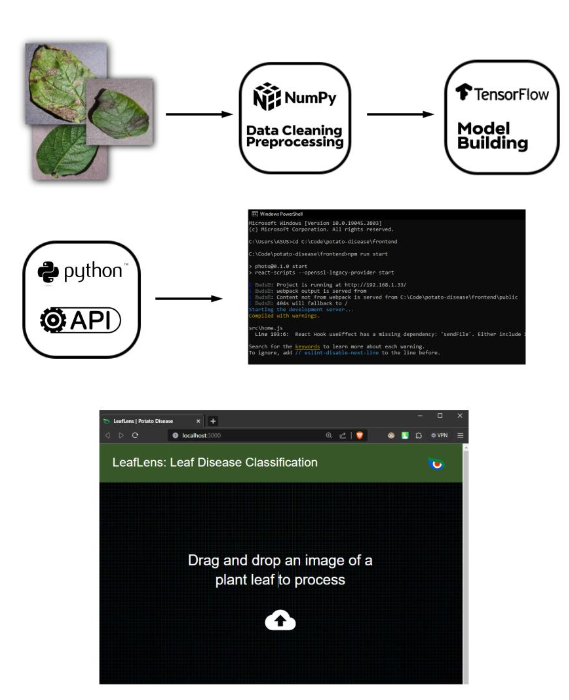 NumPy
Data Cleaning
Preprocessing
TensorFlow
Model
Building
python
API
Windows PowerShell
Microsoft Windows [Version 10.0.19045.3803]
(c) Microsoft Corporation. All rights reserved.
C:\Users\ASUS>cd C:\Code\potato-disease\frontend
C:\Code\potato-disease\frontend>npm run start
> photo@0.1.0 start
> react-scripts --openssl-legacy-provider start
Project is running at http://192.168.1.33/
webpack output is served from
Content not from webpack is served from C:\Code\potato-disease\frontend\public
404s will fallback to /
Starting the development server...
Compiled with warnings.
src\home.js
Line 193:6: React Hook useEffect has a missing dependency: 'sendFile'. Either include
Search for the keywords to learn more about each warning.
To ignore, add // eslint-disable-next-line to the line before.
LeafLens | Potato Disease
localhost:3000
VPN
LeafLens: Leaf Disease Classification
Drag and drop an image of a
plant leaf to process